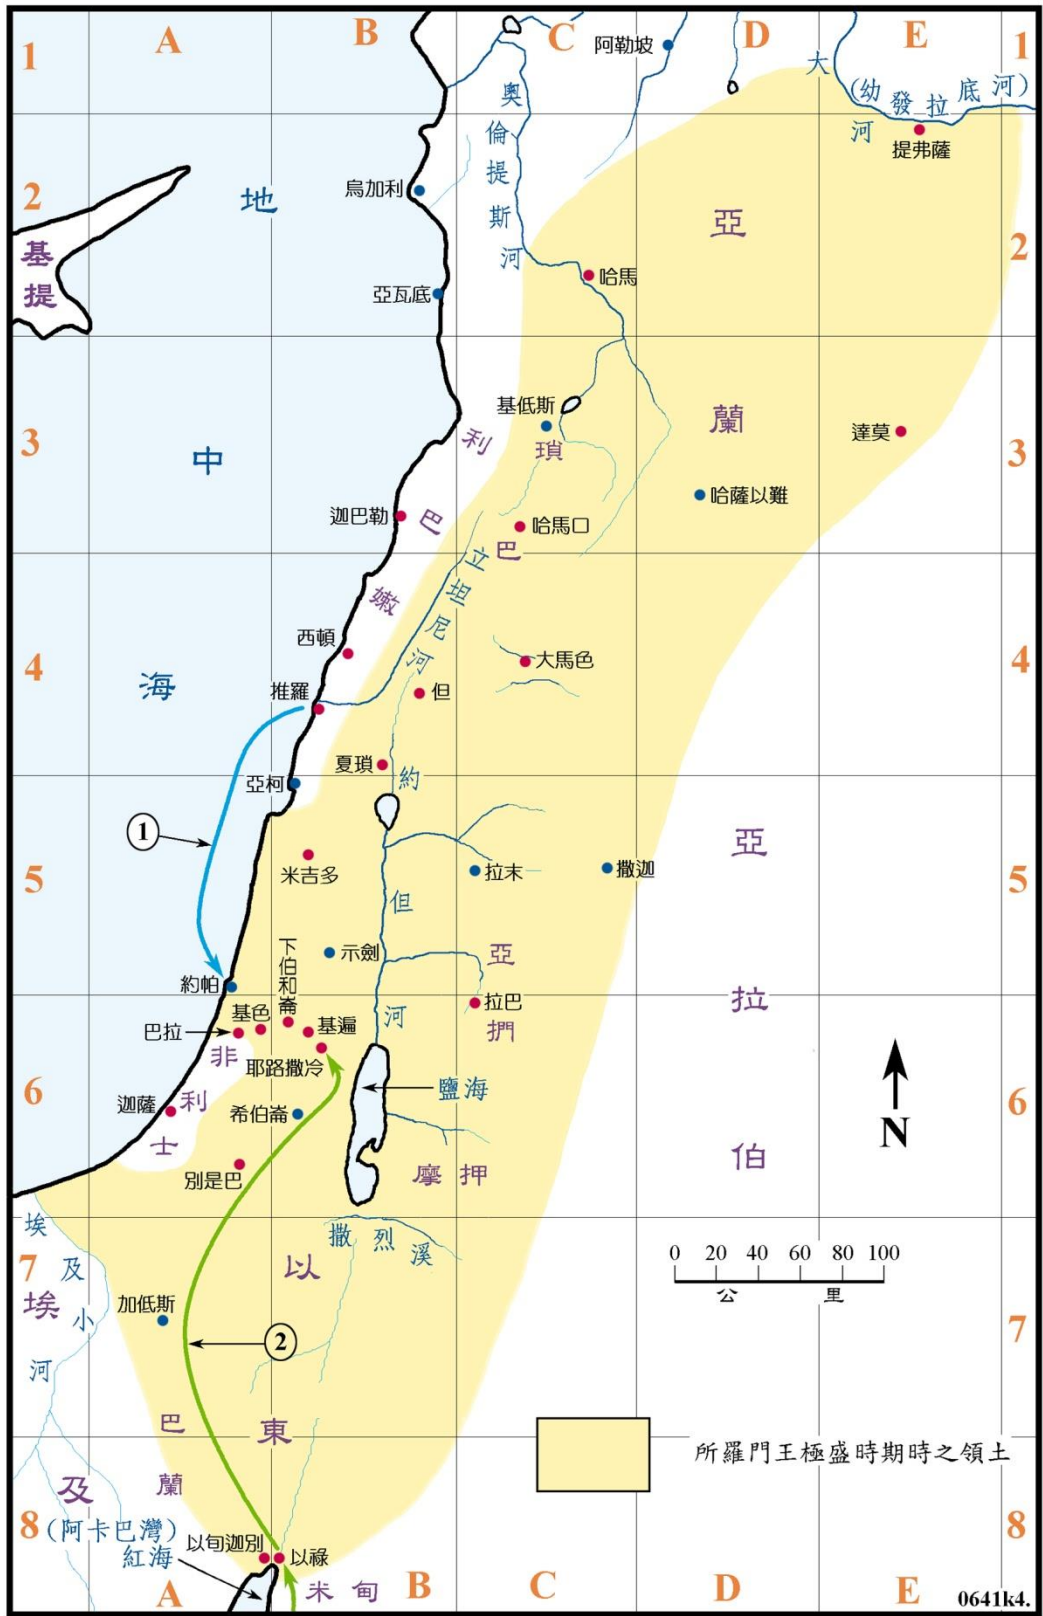 A B C D E
1 1
阿勒坡
大河
(幼發拉底河)
奧倫提斯河
提弗薩
2 2
地
烏加利
亞
基提
哈馬
亞瓦底
3 3
基低斯
蘭
利
瑣
達莫
中
哈薩以難
迦巴勒
巴
哈馬口
巴
立坦尼河
嫩
4 4
西頓
大馬色
海
推羅
但
夏瑣
約
亞柯
①
亞
5 5
米吉多
拉末
撒迦
但
下伯和崙
示劍
亞
約帕
拉巴
拉
基色
巴拉
基遍
河
捫
非
耶路撒冷
鹽海
6 6
迦薩
利
希伯崙
N
士
伯
別是巴
摩押
埃及小河
撒烈溪
7 7
以
0 20 40 60 80 100
公里
埃
加低斯
②
巴
東
所羅門王極盛時期時之領土
及
蘭
8 8
(阿卡巴灣)
紅海
以旬迦別
以祿
米甸
A B C D E
0641k4.